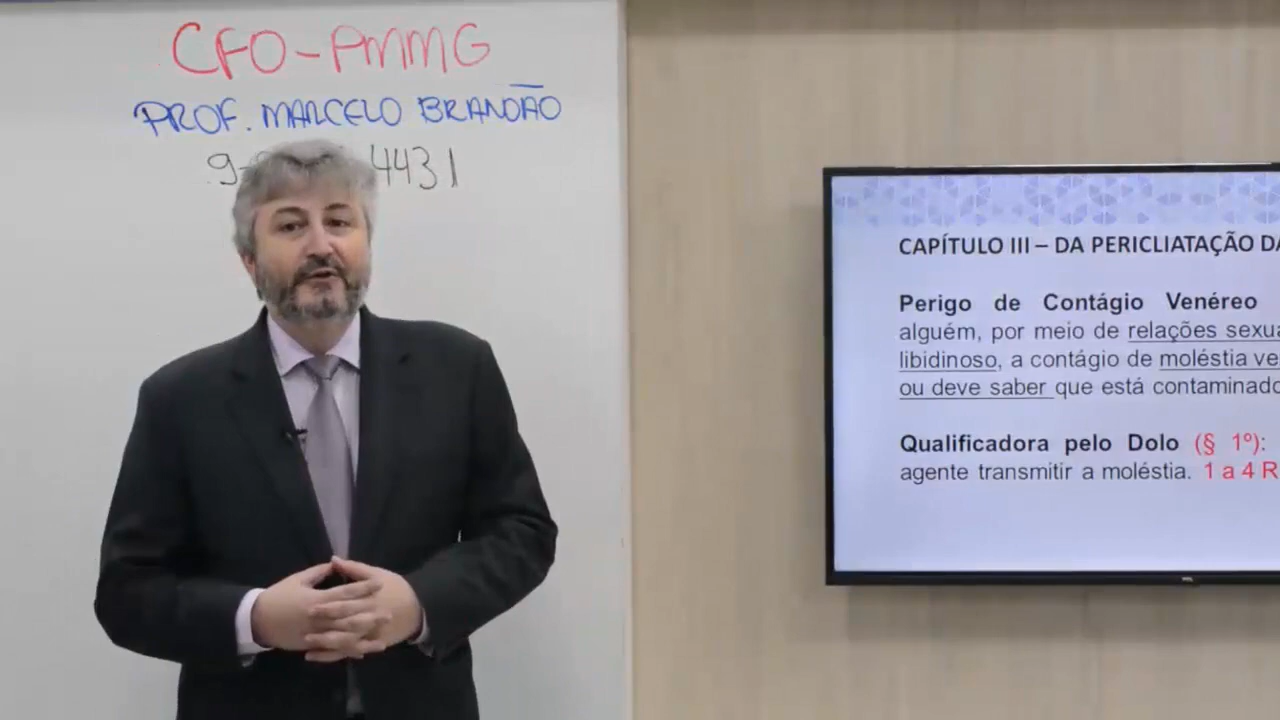 CFO-PMMG
PROF. MARCELO BRANDÃO
9- 4431
CAPÍTULO III – DA PERICLIATAÇÃO DA
Perigo de Contágio Venéreo
alguém, por meio de relações sexua
libidinoso, a contágio de moléstia ve
ou deve saber que está contaminado
Qualificadora pelo Dolo (§ 1º):
agente transmitir a moléstia. 1 a 4 R